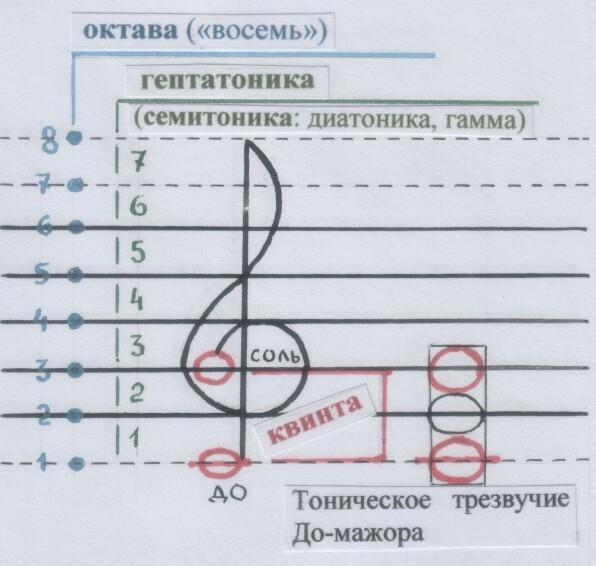 октава («восемь»)
гептатоника
(семитоника: диатоника, гамма)
8
7
7
6
6
5
5
4
4
3
соль
3
2
2
квинта
1
1
до
Тоническое трезвучие
До-мажора